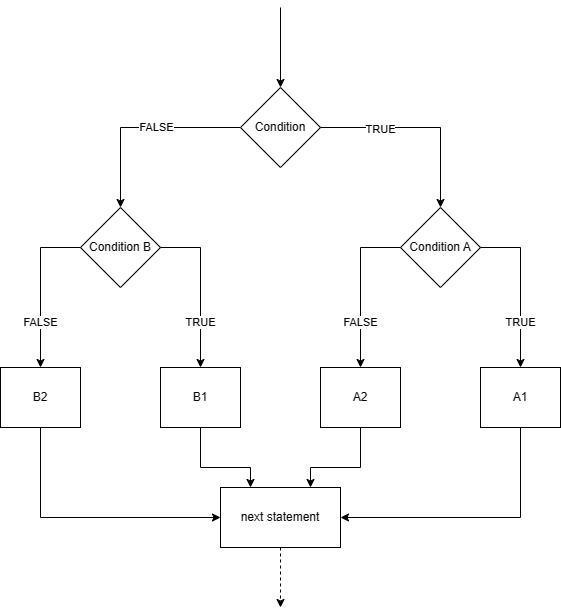 Condition
FALSE
TRUE
Condition B
Condition A
FALSE
TRUE
FALSE
TRUE
B2
B1
A2
A1
next statement